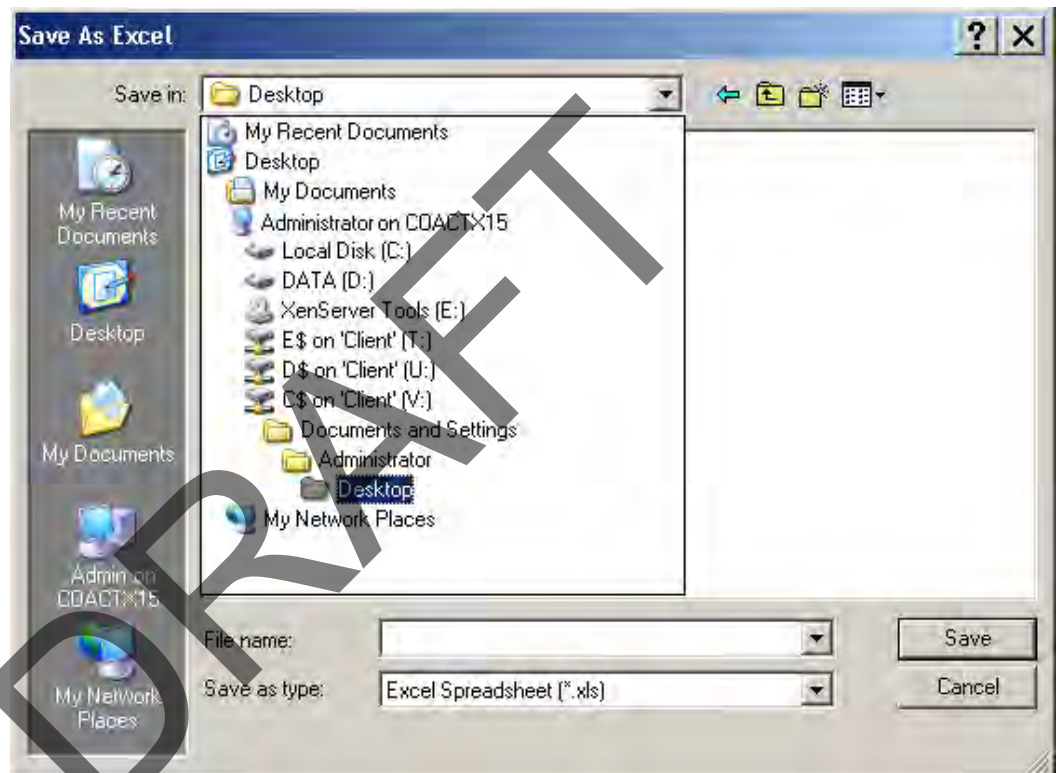 Save As Excel
Save in: Desktop
My Recent Documents
Desktop
My Documents
Administrator on COACTX15
Local Disk (C:)
DATA (D:)
XenServer Tools (E:)
E$ on 'Client' (T:)
D$ on 'Client' (U:)
C$ on 'Client' (V:)
Documents and Settings
Administrator
Desktop
My Network Places
My Recent
Documents
Desktop
My Documents
Admin on
COACTX15
My Network
Places
File name:
Save
Save as type: Excel Spreadsheet (*.xls)
Cancel
DRAFT